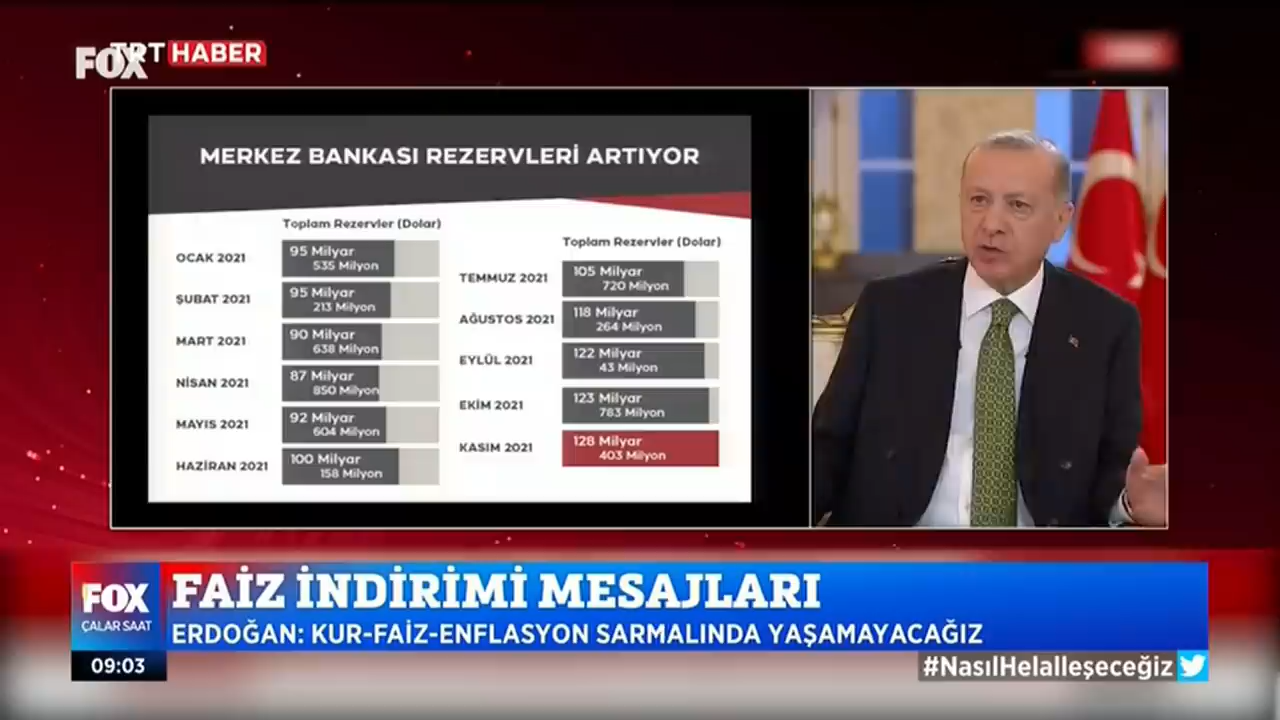 FOX
TRT HABER
MERKEZ BANKASI REZERVLERİ ARTIYOR
Toplam Rezervler (Dolar)
OCAK 2021
95 Milyar
535 Milyon
ŞUBAT 2021
95 Milyar
213 Milyon
MART 2021
90 Milyar
638 Milyon
NİSAN 2021
87 Milyar
850 Milyon
MAYIS 2021
92 Milyar
604 Milyon
HAZİRAN 2021
100 Milyar
158 Milyon
Toplam Rezervler (Dolar)
TEMMUZ 2021
105 Milyar
720 Milyon
AĞUSTOS 2021
118 Milyar
264 Milyon
EYLÜL 2021
122 Milyar
43 Milyon
EKİM 2021
123 Milyar
783 Milyon
KASIM 2021
128 Milyar
403 Milyon
FOX
ÇALAR SAAT
09:03
FAİZ İNDİRİMİ MESAJLARI
ERDOĞAN: KUR-FAİZ-ENFLASYON SARMALINDA YAŞAMAYACAĞIZ
#NasılHelalleşeceğiz